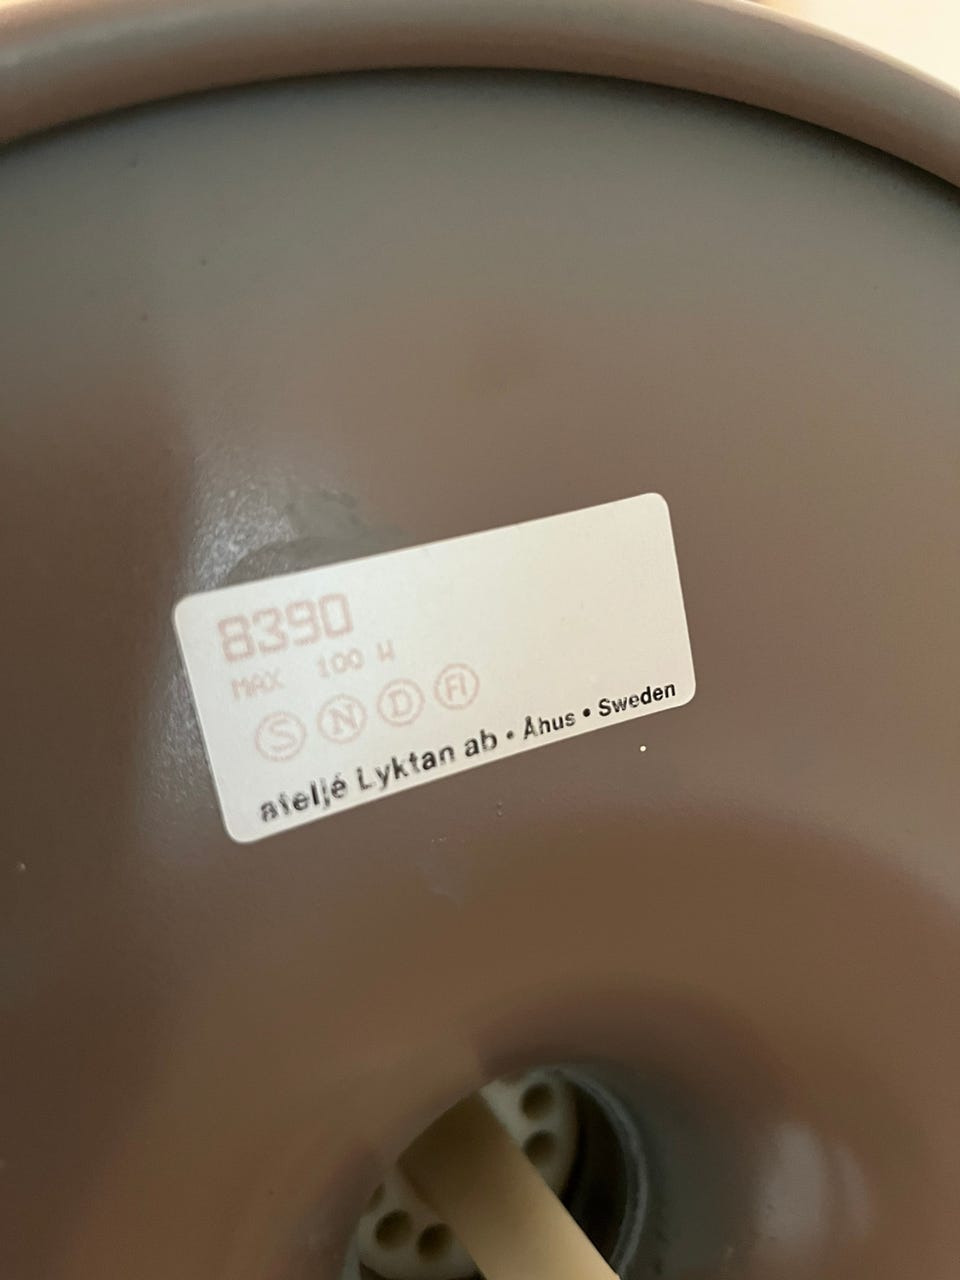 8390
MAX 100 W
S N D FI
ateljé Lyktan ab • Åhus • Sweden